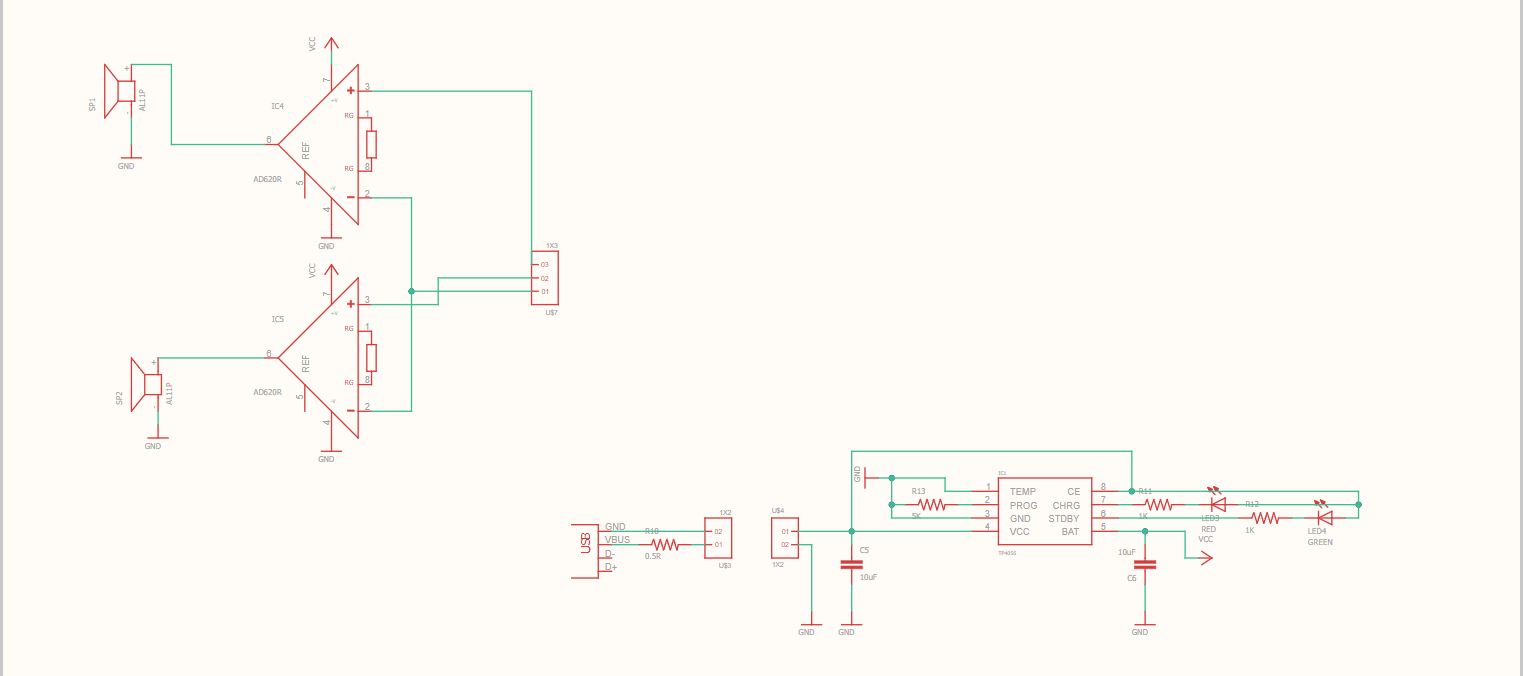 VCC
7
+
3
SP1
AL11P
-
IC4
+V
RG
1
6
REF
RG
8
AD620R
5
-V
2
4
GND
GND
1X3
03
02
01
U$7
VCC
7
3
IC5
+V
RG
1
6
REF
+
SP2
AL11P
-
RG
8
AD620R
5
-V
2
4
GND
GND
GND
USB
GND
VBUS
D-
D+
R10
0.5R
1X2
02
01
U$3
U$4
01
02
1X2
GND
C5
10uF
GND
GND
R13
5K
1
2
3
4
TEMP
PROG
GND
VCC
CE
CHRG
STDBY
BAT
8
7
6
5
TP4056
R11
1K
LED3
RED
R12
1K
LED4
GREEN
VCC
10uF
C6
GND